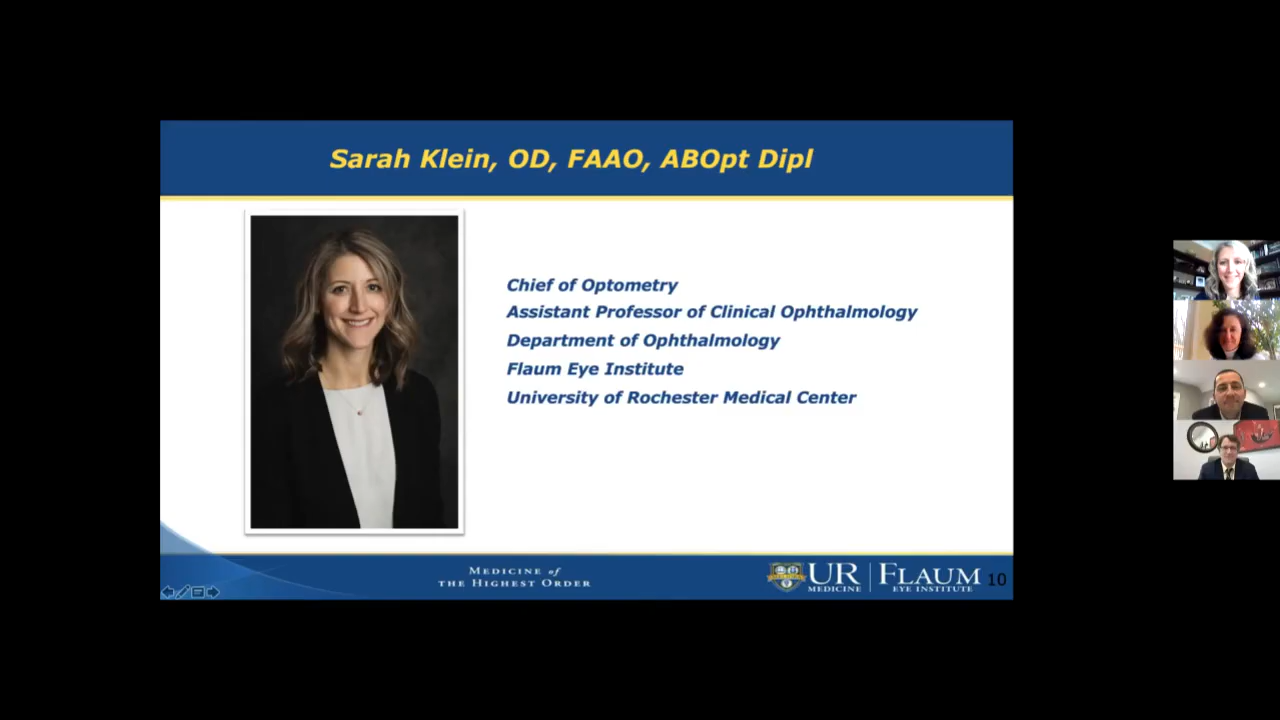 Sarah Klein, OD, FAAO, ABOpt Dipl
Chief of Optometry
Assistant Professor of Clinical Ophthalmology
Department of Ophthalmology
Flaum Eye Institute
University of Rochester Medical Center
MEDICINE of
THE HIGHEST ORDER
UR
MEDICINE
FLAUM
EYE INSTITUTE
10